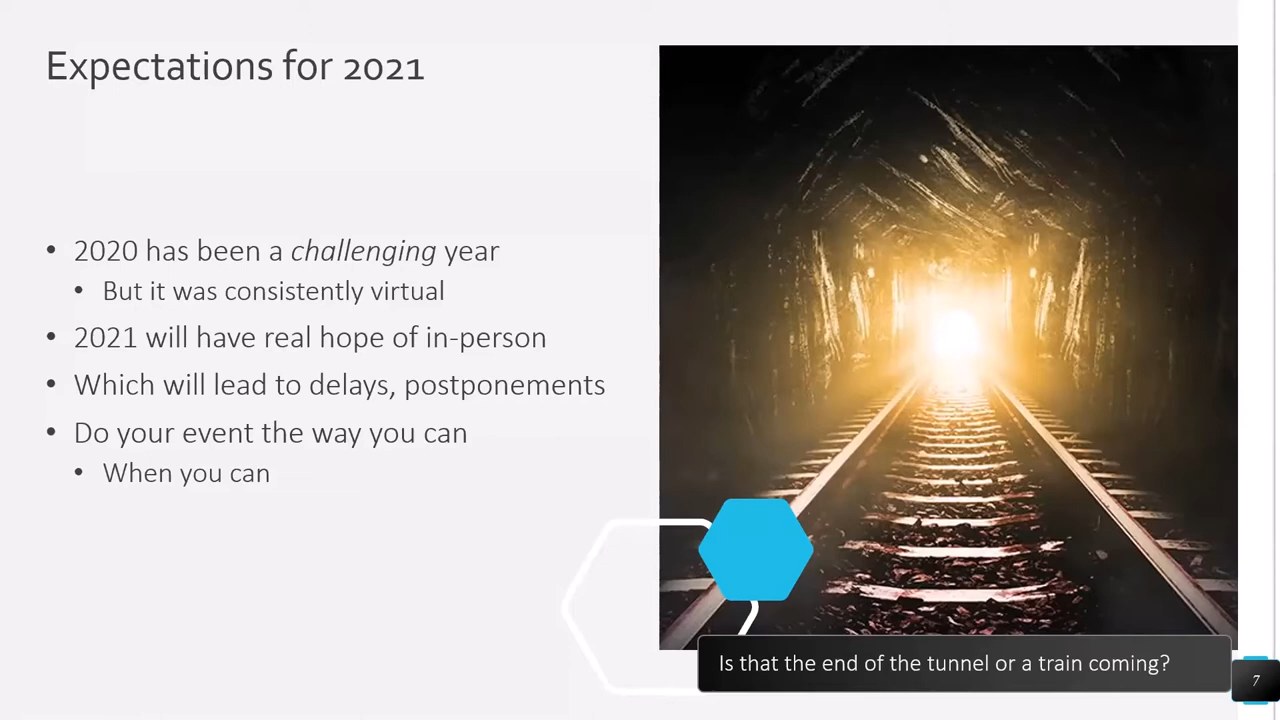 Expectations for 2021
• 2020 has been a challenging year
• But it was consistently virtual
• 2021 will have real hope of in-person
• Which will lead to delays, postponements
• Do your event the way you can
• When you can
Is that the end of the tunnel or a train coming?
7